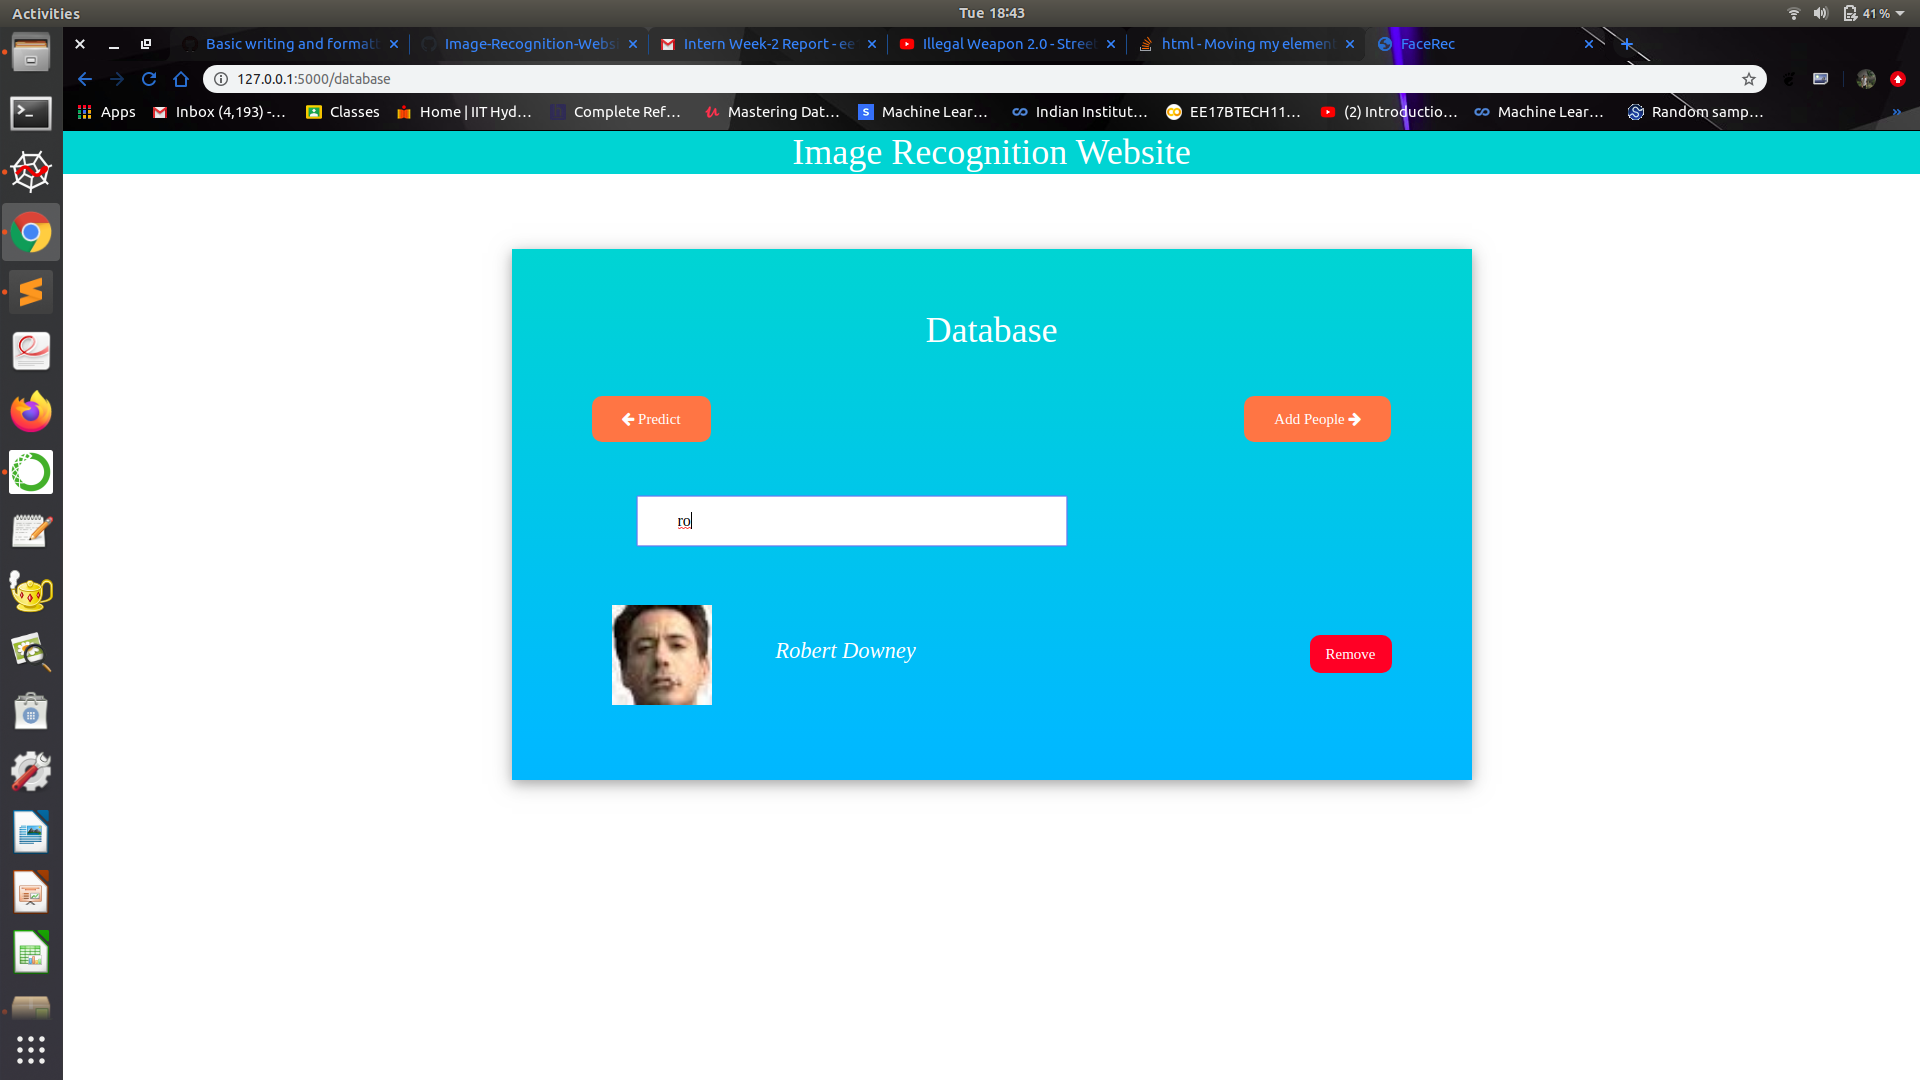 Activities
Tue 18:43
41 %
Basic writing and formatt
Image-Recognition-Websi
Intern Week-2 Report - ee
Illegal Weapon 2.0 - Street
html - Moving my element
FaceRec
127.0.0.1:5000/database
Apps
Inbox (4,193) -…
Classes
Home | IIT Hyd…
Complete Ref…
Mastering Dat…
Machine Lear…
Indian Institut…
EE17BTECH11…
(2) Introductio…
Machine Lear…
Random samp…
»
Image Recognition Website
Database
Predict
Add People
ro
Robert Downey
Remove